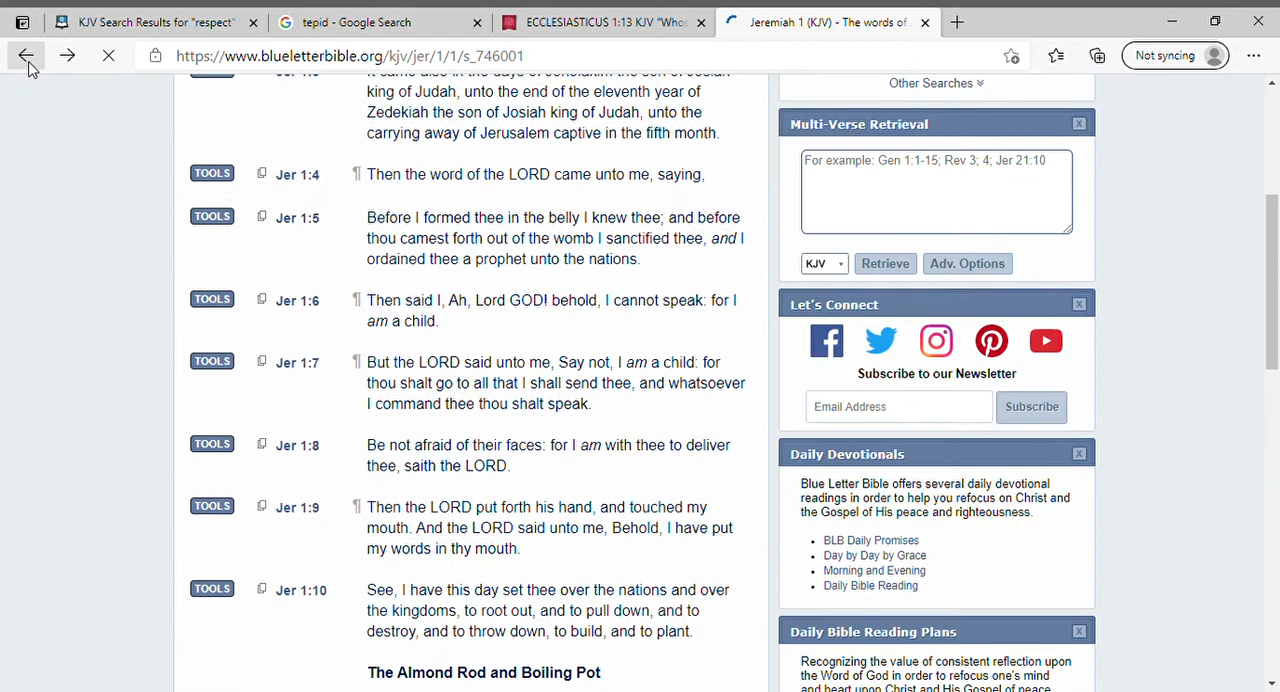 KJV Search Results for "respect"
tepid - Google Search
ECCLESIASTICUS 1:13 KJV "Whos
Jeremiah 1 (KJV) - The words of
https://www.blueletterbible.org/kjv/jer/1/1/s_746001
Not syncing
king of Judah, unto the end of the eleventh year of
Zedekiah the son of Josiah king of Judah, unto the
carrying away of Jerusalem captive in the fifth month.
TOOLS Jer 1:4 ¶ Then the word of the LORD came unto me, saying,
TOOLS Jer 1:5 Before I formed thee in the belly I knew thee; and before
thou camest forth out of the womb I sanctified thee, and I
ordained thee a prophet unto the nations.
TOOLS Jer 1:6 ¶ Then said I, Ah, Lord GOD! behold, I cannot speak: for I
am a child.
TOOLS Jer 1:7 ¶ But the LORD said unto me, Say not, I am a child: for
thou shalt go to all that I shall send thee, and whatsoever
I command thee thou shalt speak.
TOOLS Jer 1:8 Be not afraid of their faces: for I am with thee to deliver
thee, saith the LORD.
TOOLS Jer 1:9 ¶ Then the LORD put forth his hand, and touched my
mouth. And the LORD said unto me, Behold, I have put
my words in thy mouth.
TOOLS Jer 1:10 See, I have this day set thee over the nations and over
the kingdoms, to root out, and to pull down, and to
destroy, and to throw down, to build, and to plant.
The Almond Rod and Boiling Pot
Other Searches
Multi-Verse Retrieval
For example: Gen 1:1-15; Rev 3; 4; Jer 21:10
KJV Retrieve Adv. Options
Let's Connect
Subscribe to our Newsletter
Email Address Subscribe
Daily Devotionals
Blue Letter Bible offers several daily devotional
readings in order to help you refocus on Christ and
the Gospel of His peace and righteousness.
BLB Daily Promises
Day by Day by Grace
Morning and Evening
Daily Bible Reading
Daily Bible Reading Plans
Recognizing the value of consistent reflection upon
the Word of God in order to refocus one's mind
and heart upon Christ and His Gospel of peace